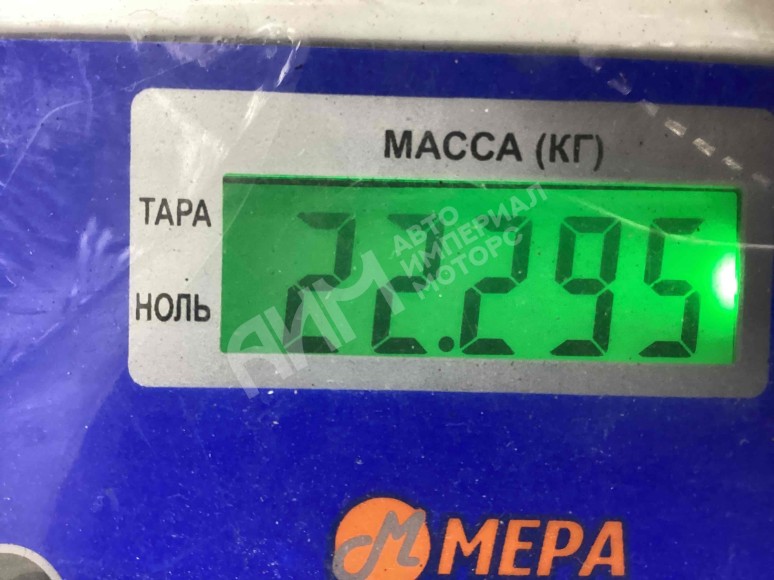 МАССА (КГ)
ТАРА
НОЛЬ
22.295
АИМ
АВТО
ИМПЕРИАЛ
МОТОРС
МЕРА